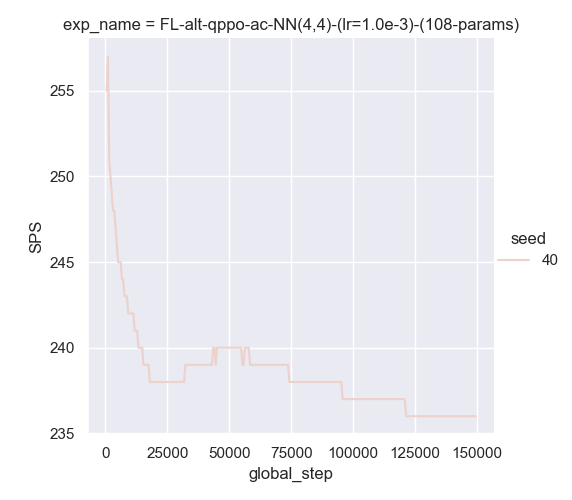 exp_name = FL-alt-qppo-ac-NN(4,4)-(lr=1.0e-3)-(108-params)
255
250
245
240
235
SPS
0 25000 50000 75000 100000 125000 150000
global_step
seed
40